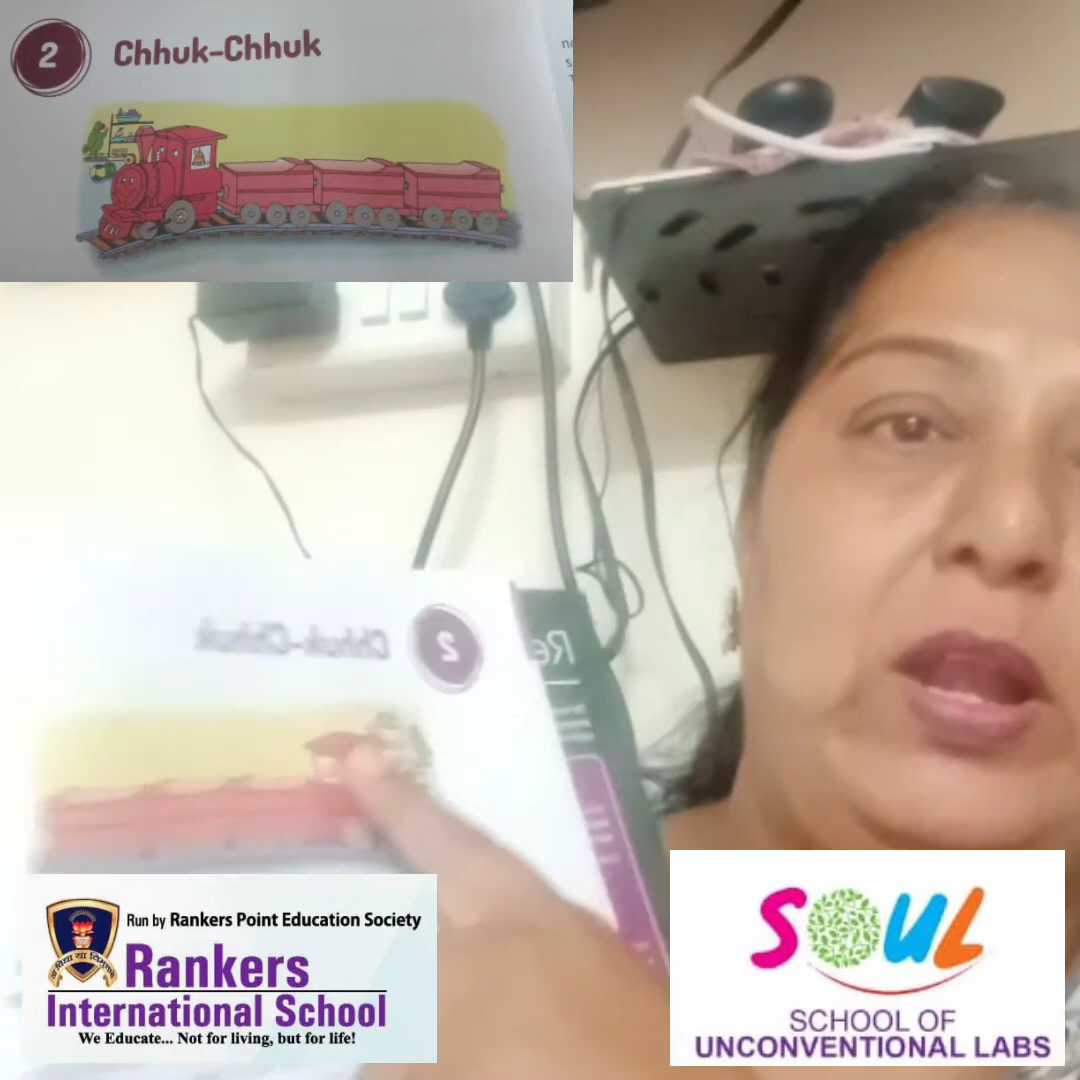 2
Chhuk-Chhuk
2
Chhuk-Chhuk
Re
Run by Rankers Point Education Society
Rankers
International School
We Educate... Not for living, but for life!
SOUL
SCHOOL OF
UNCONVENTIONAL LABS